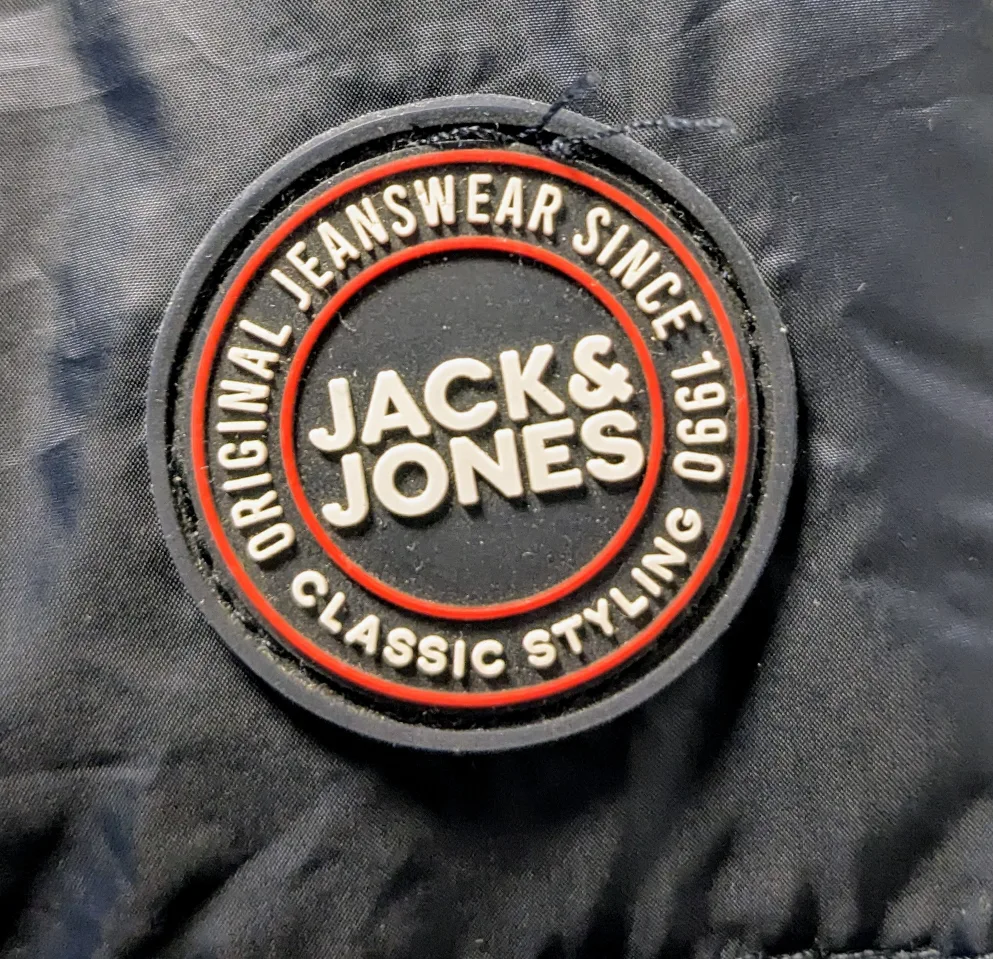 ORIGINAL JEANSWEAR SINCE 1990
JACK&
JONES
CLASSIC STYLING